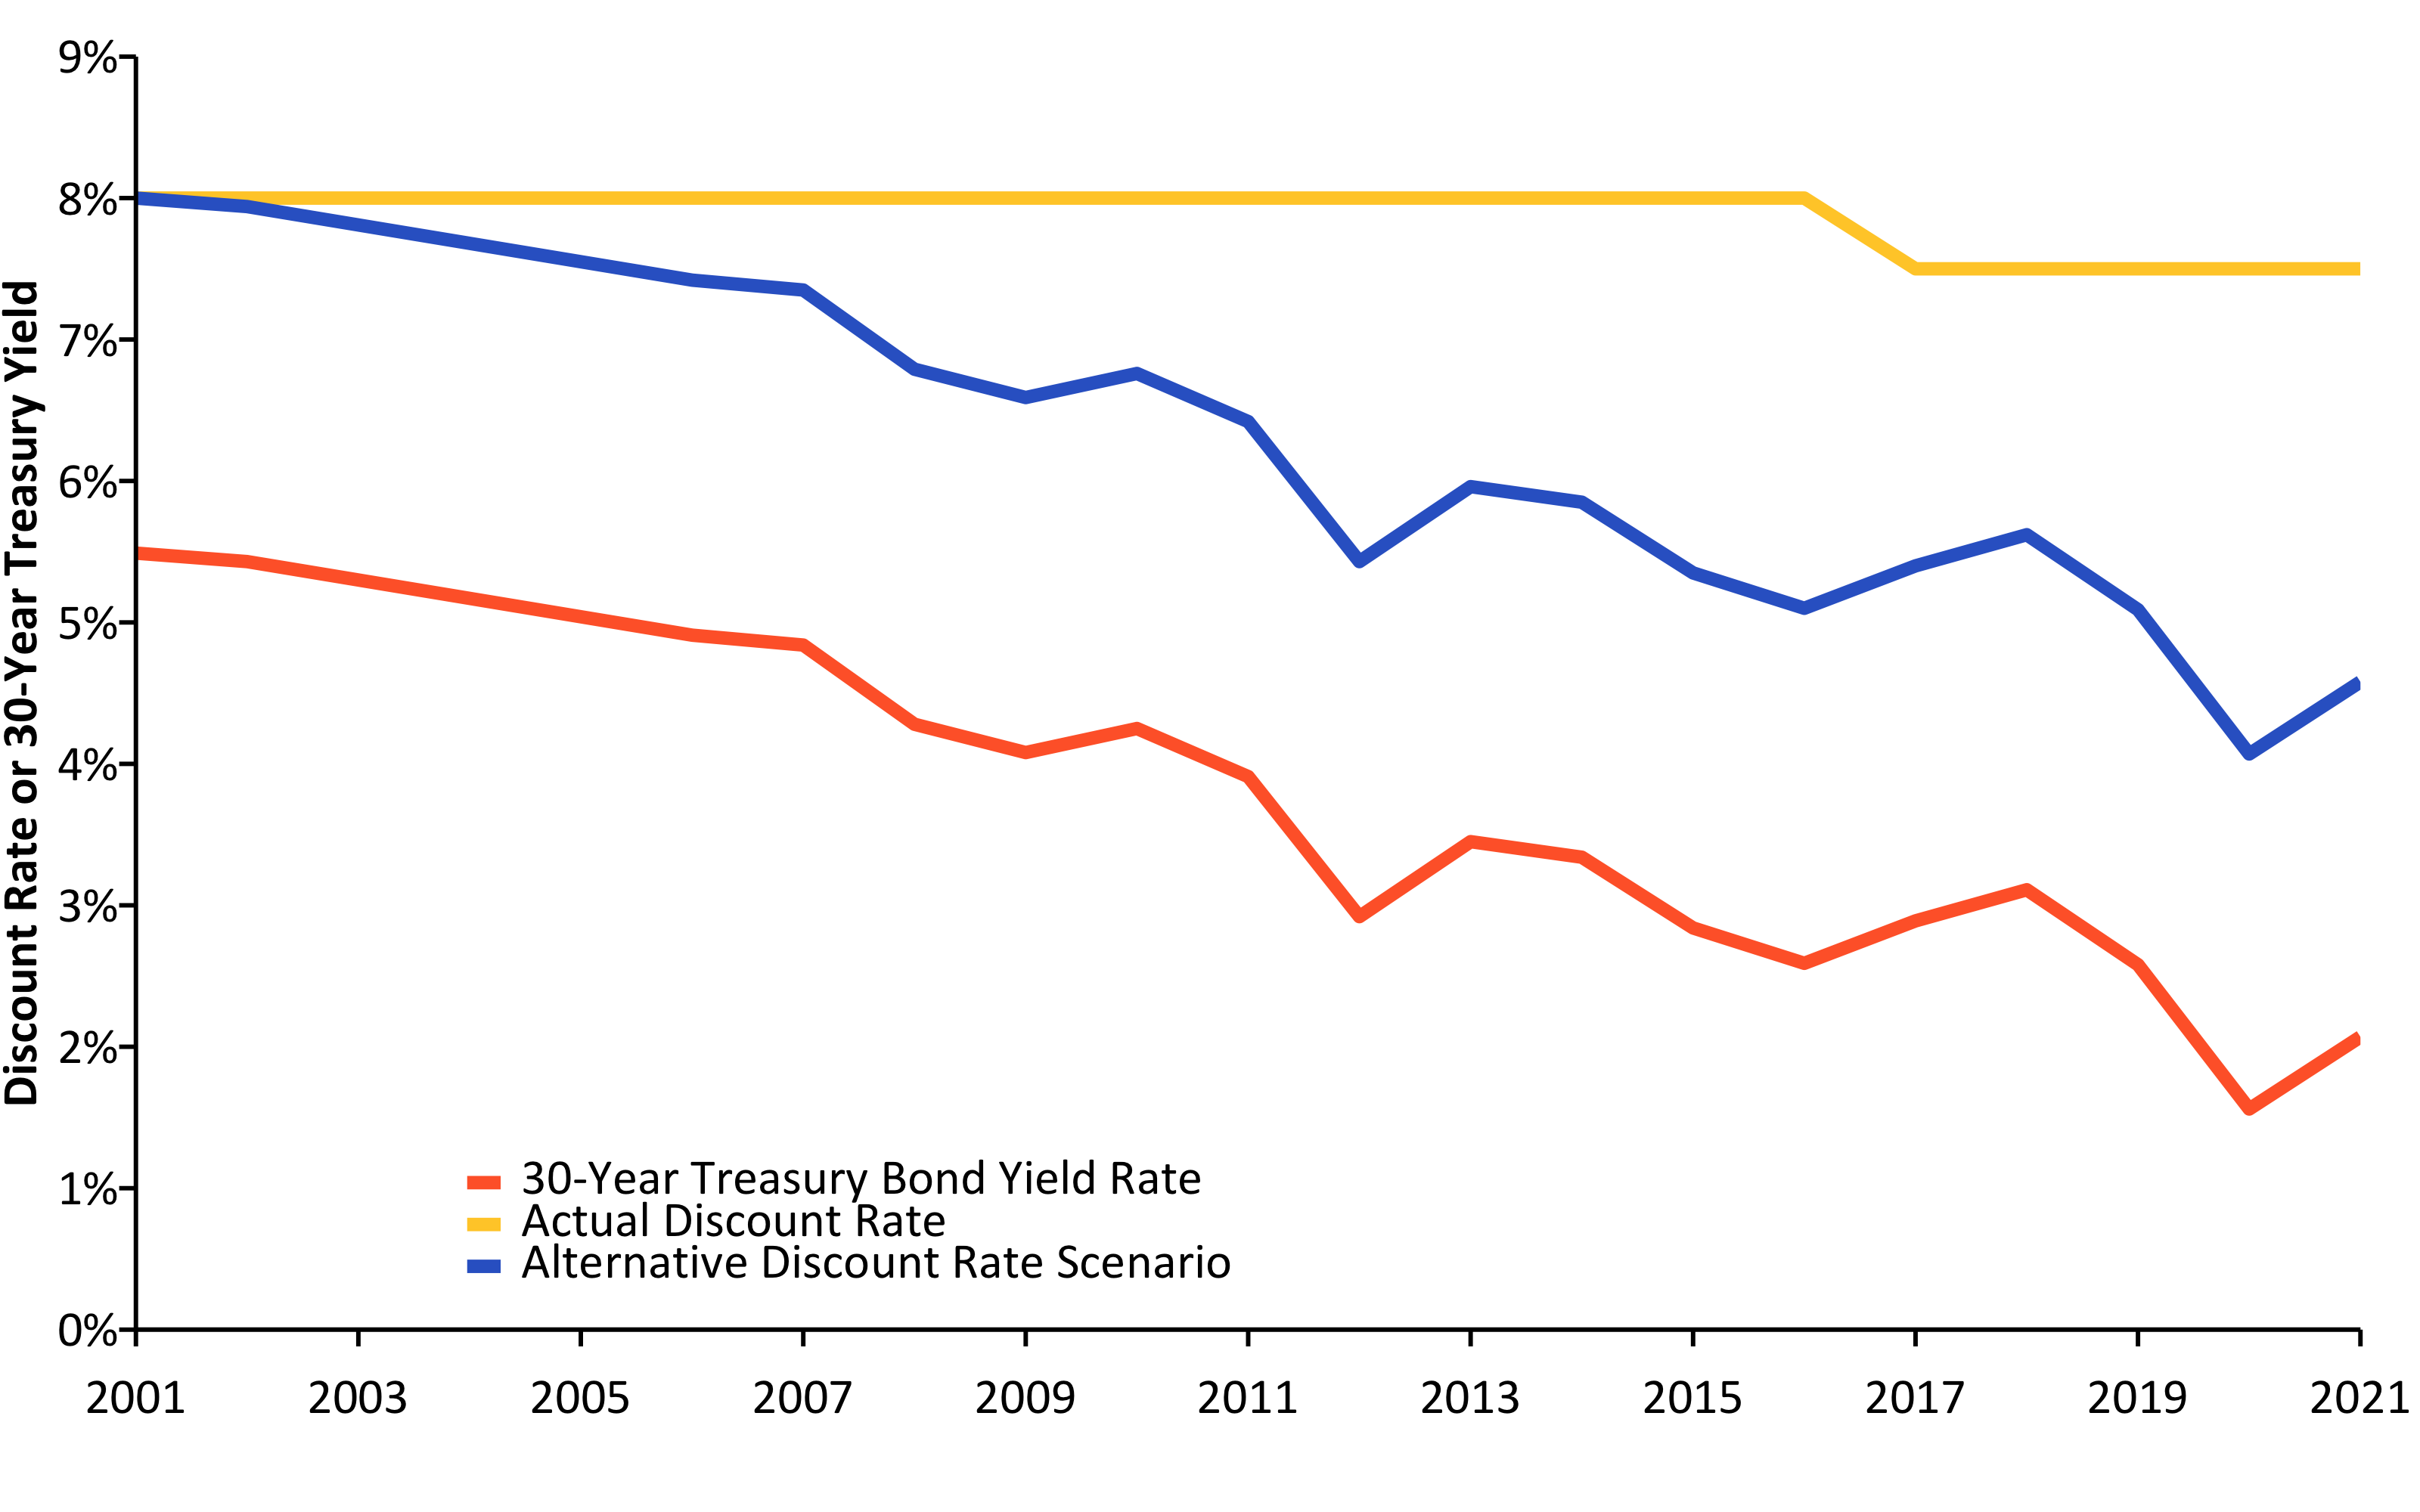 9%
8%
7%
6%
5%
4%
3%
2%
1%
0%
Discount Rate or 30-Year Treasury Yield
30-Year Treasury Bond Yield Rate
Actual Discount Rate
Alternative Discount Rate Scenario
2001 2003 2005 2007 2009 2011 2013 2015 2017 2019 2021